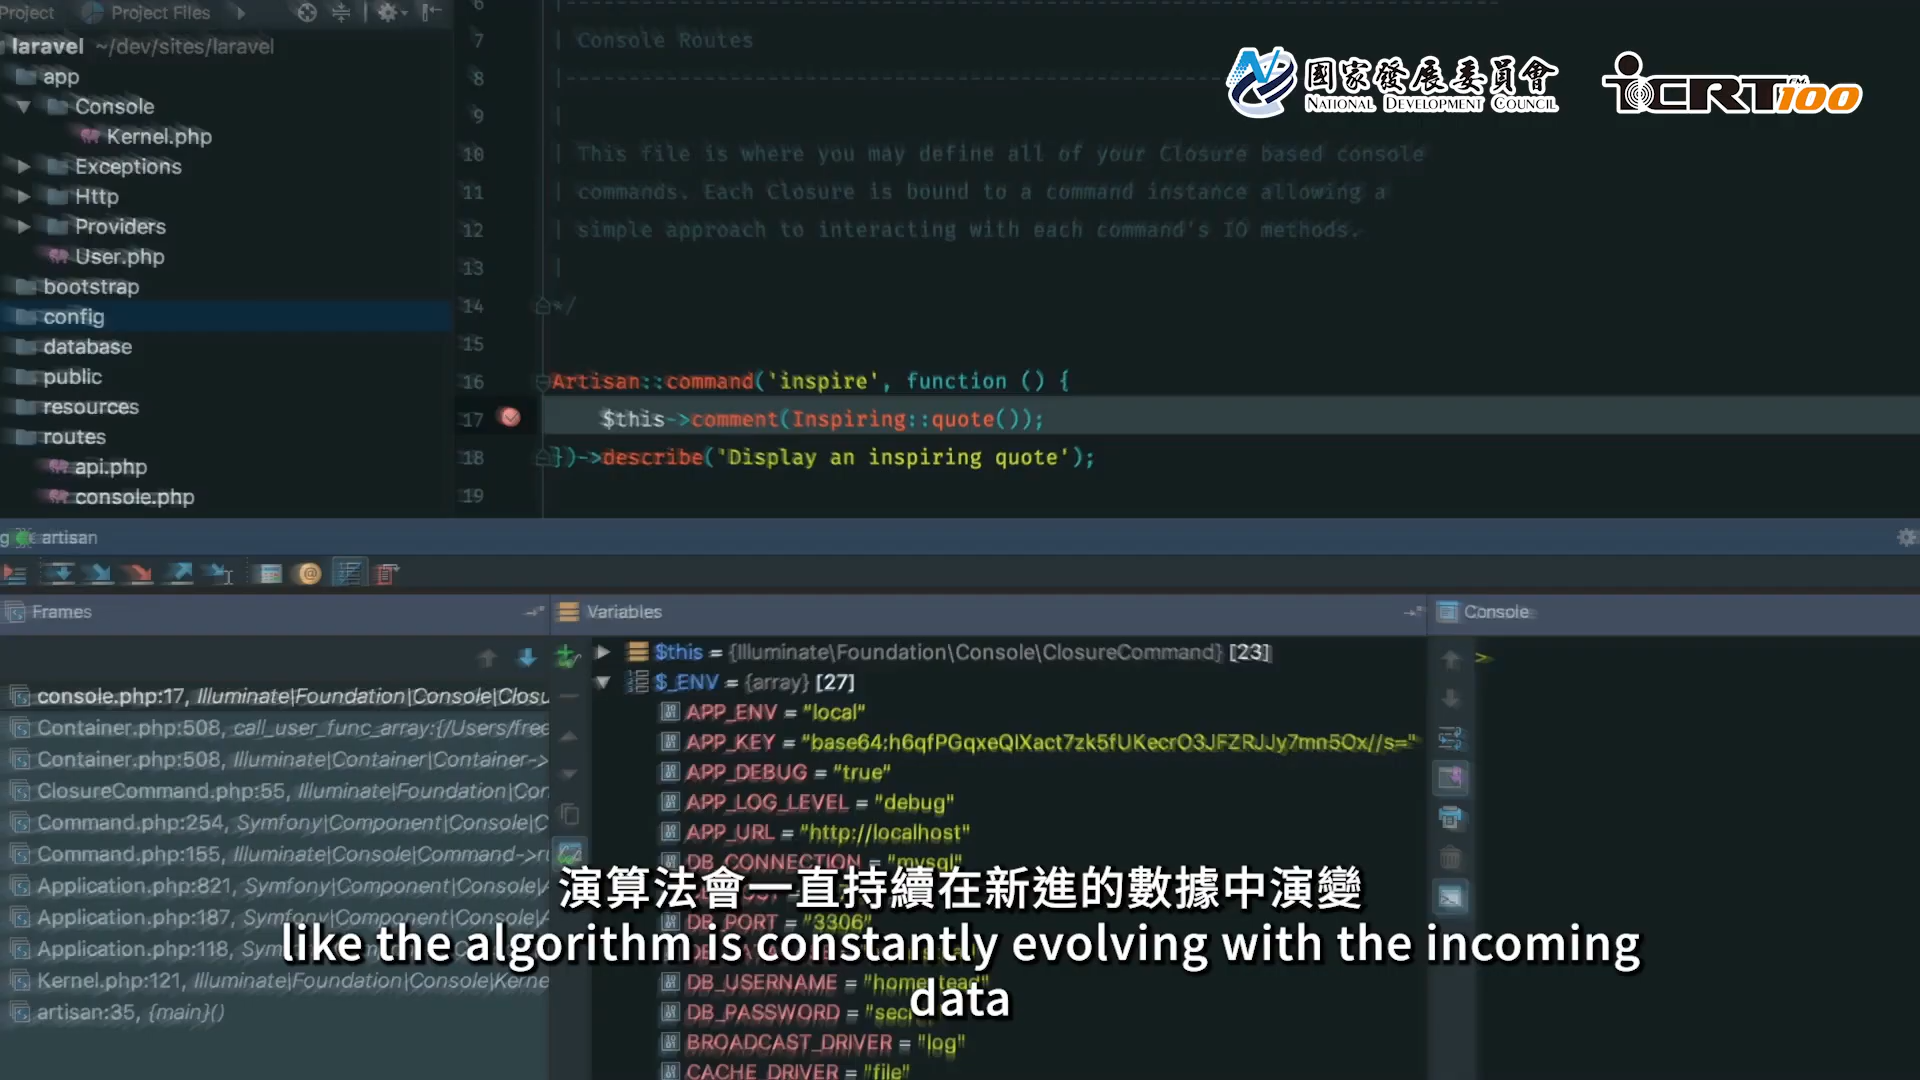 Project
Project Files
laravel ~/dev/sites/laravel
app
Console
Kernel.php
Exceptions
Http
Providers
User.php
bootstrap
config
database
public
resources
routes
api.php
console.php
6
7 | Console Routes
8 |
9 |
10 | This file is where you may define all of your Closure based console
11 | commands. Each Closure is bound to a command instance allowing a
12 | simple approach to interacting with each command's IO methods.
13 |
14 */
15
16 Artisan::command('inspire', function () {
17 $this->comment(Inspiring::quote());
18 })->describe('Display an inspiring quote');
19
國家發展委員會
NATIONAL DEVELOPMENT COUNCIL
iCRT FM 100
g artisan
Frames
console.php:17, Illuminate|Foundation|Console|Closu
Container.php:508, call_user_func_array:{/Users/free
Container.php:508, Illuminate|Container|Container->
ClosureCommand.php:55, Illuminate|Foundation|Con
Command.php:254, Symfony|Component|Console|C
Command.php:155, Illuminate|Console|Command->ru
Application.php:821, Symfony|Component|Console|A
Application.php:187, Symfony|Component|Console|A
Application.php:118, Illuminate|Foundation|Con
Kernel.php:121, Illuminate|Foundation|Console|Kerne
artisan:35, {main}()
Variables
$this = {Illuminate\Foundation\Console\ClosureCommand} [23]
$_ENV = {array} [27]
APP_ENV = "local"
APP_KEY = "base64:h6qfPGqxeQlXact7zk5fUKecrO3JFZRJJy7mn5Ox//s="
APP_DEBUG = "true"
APP_LOG_LEVEL = "debug"
APP_URL = "http://localhost"
DB_CONNECTION = "mysql"
DB_PORT = "3306"
DB_USERNAME = "homestead"
DB_PASSWORD = "secr
BROADCAST_DRIVER = "log"
CACHE_DRIVER = "file"
Console
>
演算法會一直持續在新進的數據中演變
like the algorithm is constantly evolving with the incoming
data